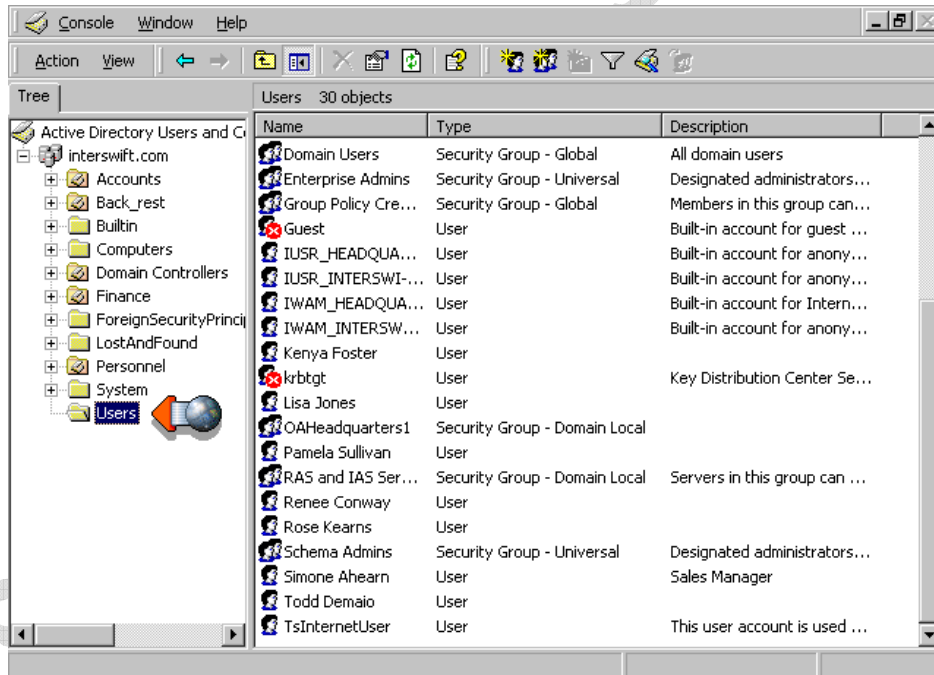 Console Window Help
Action View
Tree
Users 30 objects
Active Directory Users and Co
interswift.com
Accounts
Back_rest
Builtin
Computers
Domain Controllers
Finance
ForeignSecurityPrincip
LostAndFound
Personnel
System
Users
Name Type Description
Domain Users Security Group - Global All domain users
Enterprise Admins Security Group - Universal Designated administrators...
Group Policy Cre... Security Group - Global Members in this group can...
Guest User Built-in account for guest ...
IUSR_HEADQUA... User Built-in account for anony...
IUSR_INTERSWI-... User Built-in account for anony...
IWAM_HEADQUA... User Built-in account for Intern...
IWAM_INTERSW... User Built-in account for anony...
Kenya Foster User
krbtgt User Key Distribution Center Se...
Lisa Jones User
OAHeadquarters1 Security Group - Domain Local
Pamela Sullivan User
RAS and IAS Ser... Security Group - Domain Local Servers in this group can ...
Renee Conway User
Rose Kearns User
Schema Admins Security Group - Universal Designated administrators...
Simone Ahearn User Sales Manager
Todd Demaio User
TsInternetUser User This user account is used ...